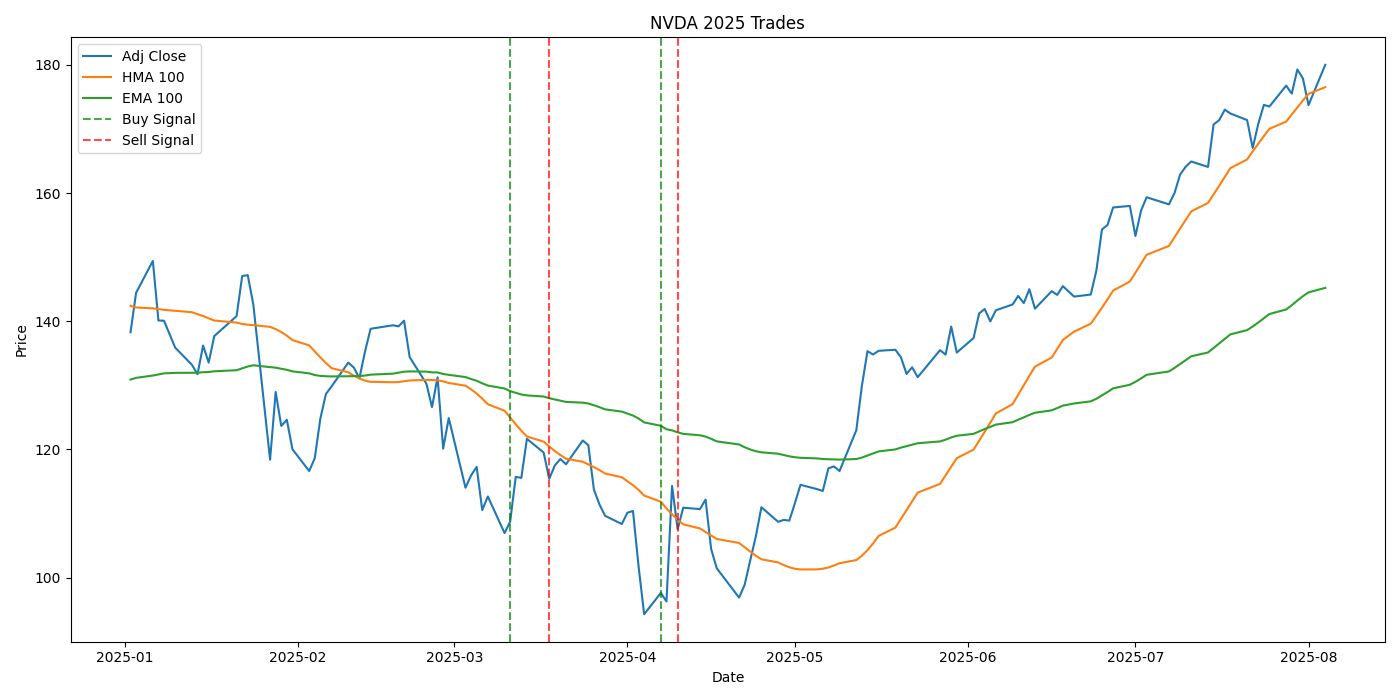 NVDA 2025 Trades
Adj Close
HMA 100
EMA 100
Buy Signal
Sell Signal
Price
180
160
140
120
100
2025-01 2025-02 2025-03 2025-04 2025-05 2025-06 2025-07 2025-08
Date